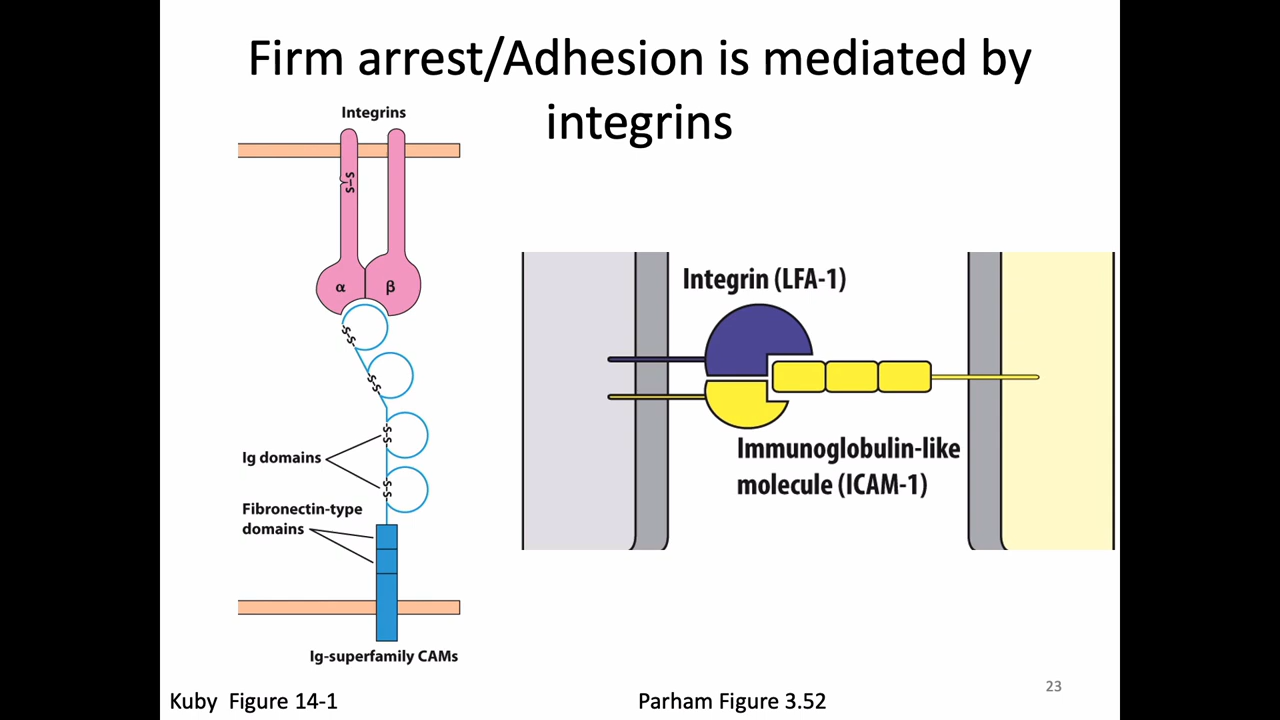 Firm arrest/Adhesion is mediated by
integrins
Integrins
S-S
α β
S-S
S-S
S-S
S-S
Ig domains
Fibronectin-type
domains
Ig-superfamily CAMs
Integrin (LFA-1)
Immunoglobulin-like
molecule (ICAM-1)
Kuby Figure 14-1
Parham Figure 3.52
23